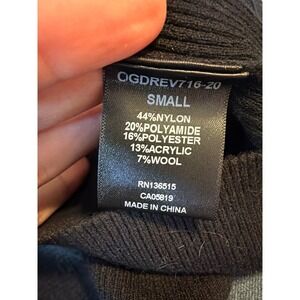 OGDREV716-20
SMALL
44%NYLON
20%POLYAMIDE
16%POLYESTER
13%ACRYLIC
7%WOOL
RN136515
CA05819
MADE IN CHINA